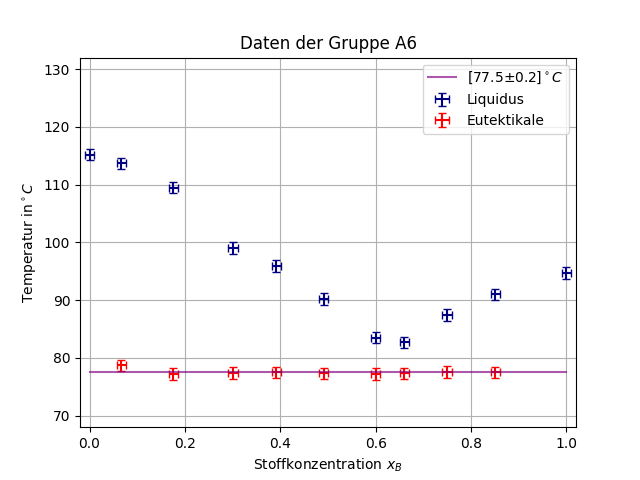 Daten der Gruppe A6
130
120
110
100
90
80
70
Temperatur in °C
[77.5±0.2]°C
Liquidus
Eutektikale
0.0 0.2 0.4 0.6 0.8 1.0
Stoffkonzentration x_B